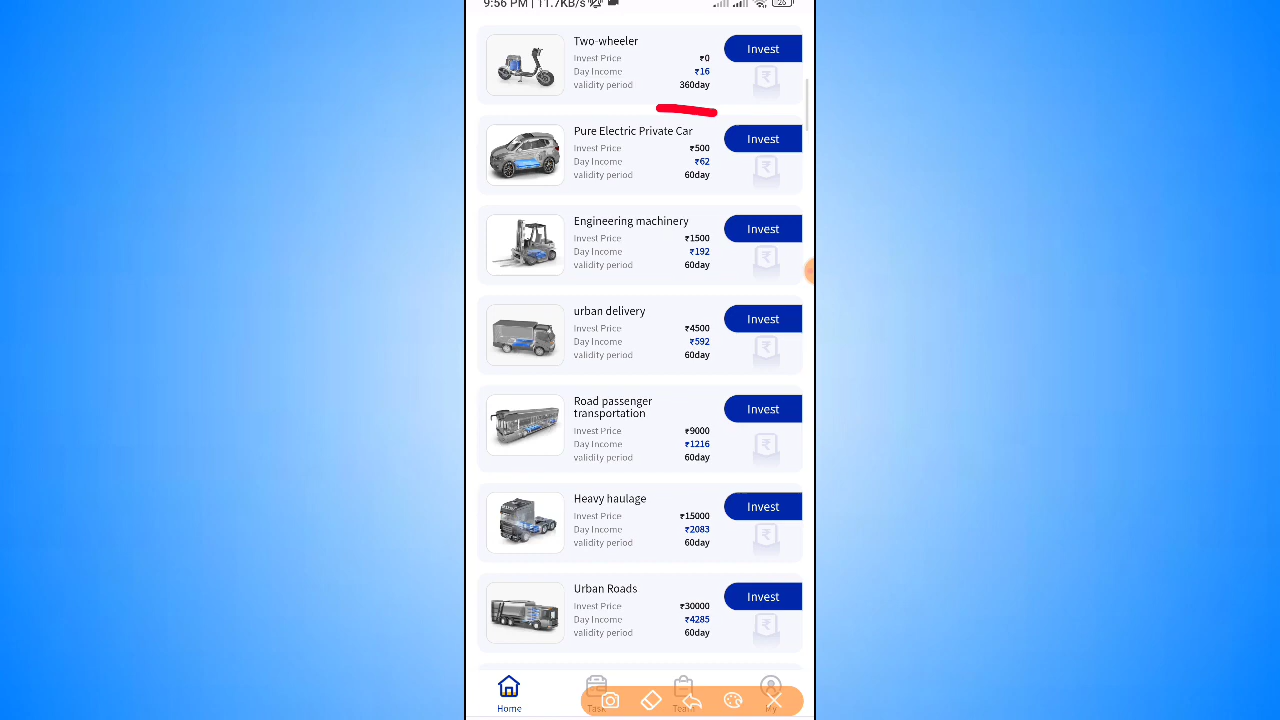 9:56 PM | 11.7KB/s
26
Two-wheeler
Invest Price ₹0
Day Income ₹16
validity period 360day
Invest
Pure Electric Private Car
Invest Price ₹500
Day Income ₹62
validity period 60day
Invest
Engineering machinery
Invest Price ₹1500
Day Income ₹192
validity period 60day
Invest
urban delivery
Invest Price ₹4500
Day Income ₹592
validity period 60day
Invest
Road passenger
transportation
Invest Price ₹9000
Day Income ₹1216
validity period 60day
Invest
Heavy haulage
Invest Price ₹15000
Day Income ₹2083
validity period 60day
Invest
Urban Roads
Invest Price ₹30000
Day Income ₹4285
validity period 60day
Invest
Home Task Team My